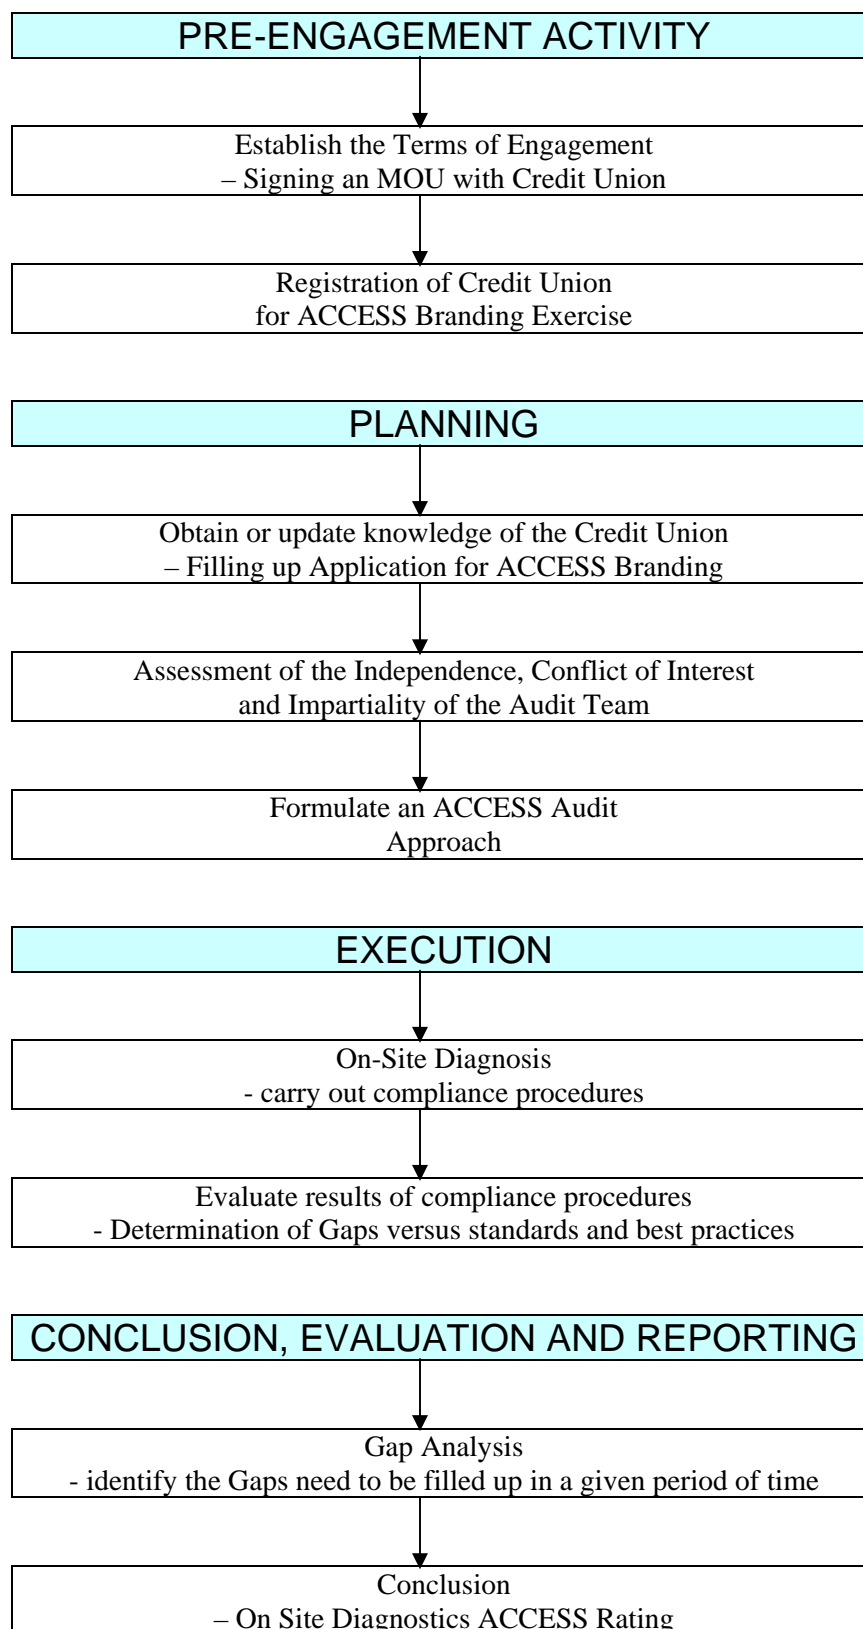 PRE-ENGAGEMENT ACTIVITY
Establish the Terms of Engagement
– Signing an MOU with Credit Union
Registration of Credit Union
for ACCESS Branding Exercise
PLANNING
Obtain or update knowledge of the Credit Union
– Filling up Application for ACCESS Branding
Assessment of the Independence, Conflict of Interest
and Impartiality of the Audit Team
Formulate an ACCESS Audit
Approach
EXECUTION
On-Site Diagnosis
- carry out compliance procedures
Evaluate results of compliance procedures
- Determination of Gaps versus standards and best practices
CONCLUSION, EVALUATION AND REPORTING
Gap Analysis
- identify the Gaps need to be filled up in a given period of time
Conclusion
– On Site Diagnostics ACCESS Rating